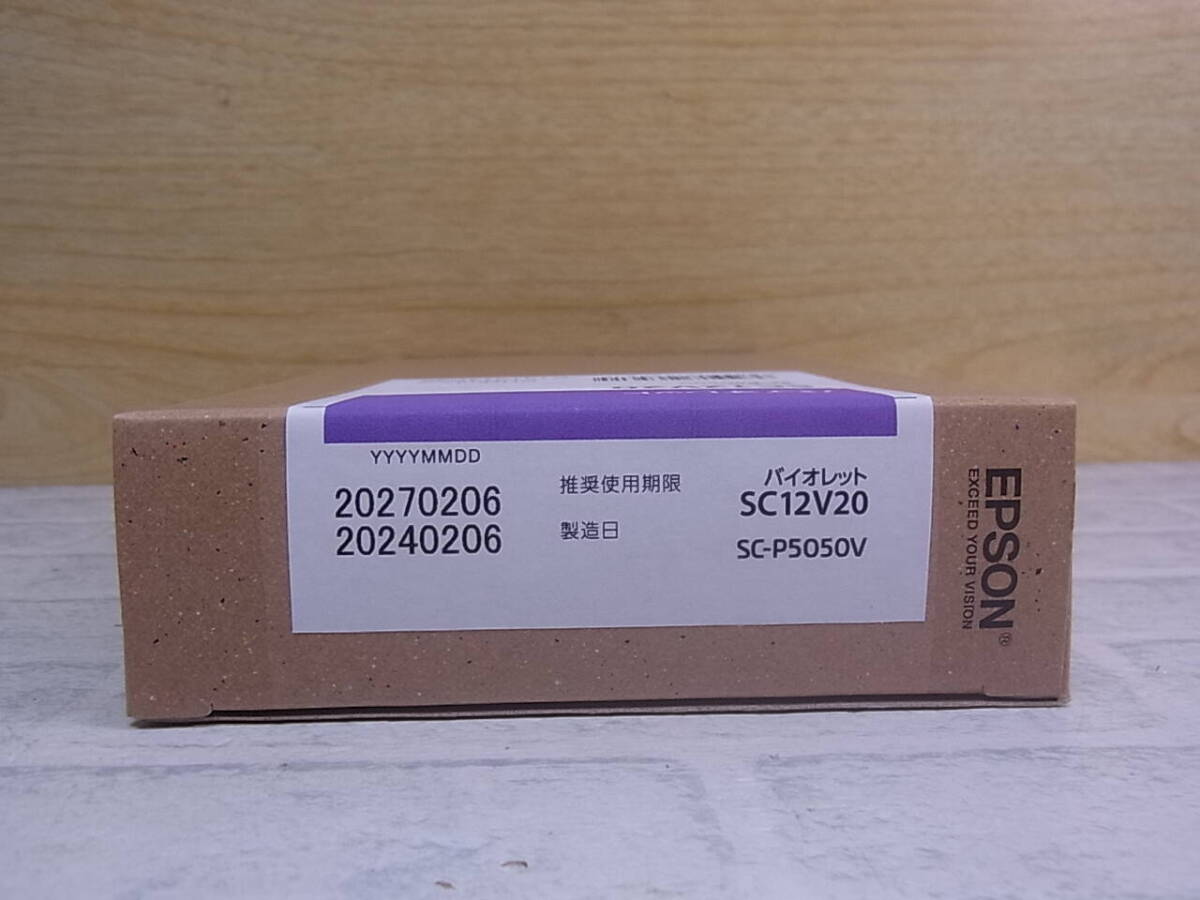 YYYYMMDD
20270206
20240206
推奨使用期限
製造日
バイオレット
SC12V20
SC-P5050V
EPSON®
EXCEED YOUR VISION